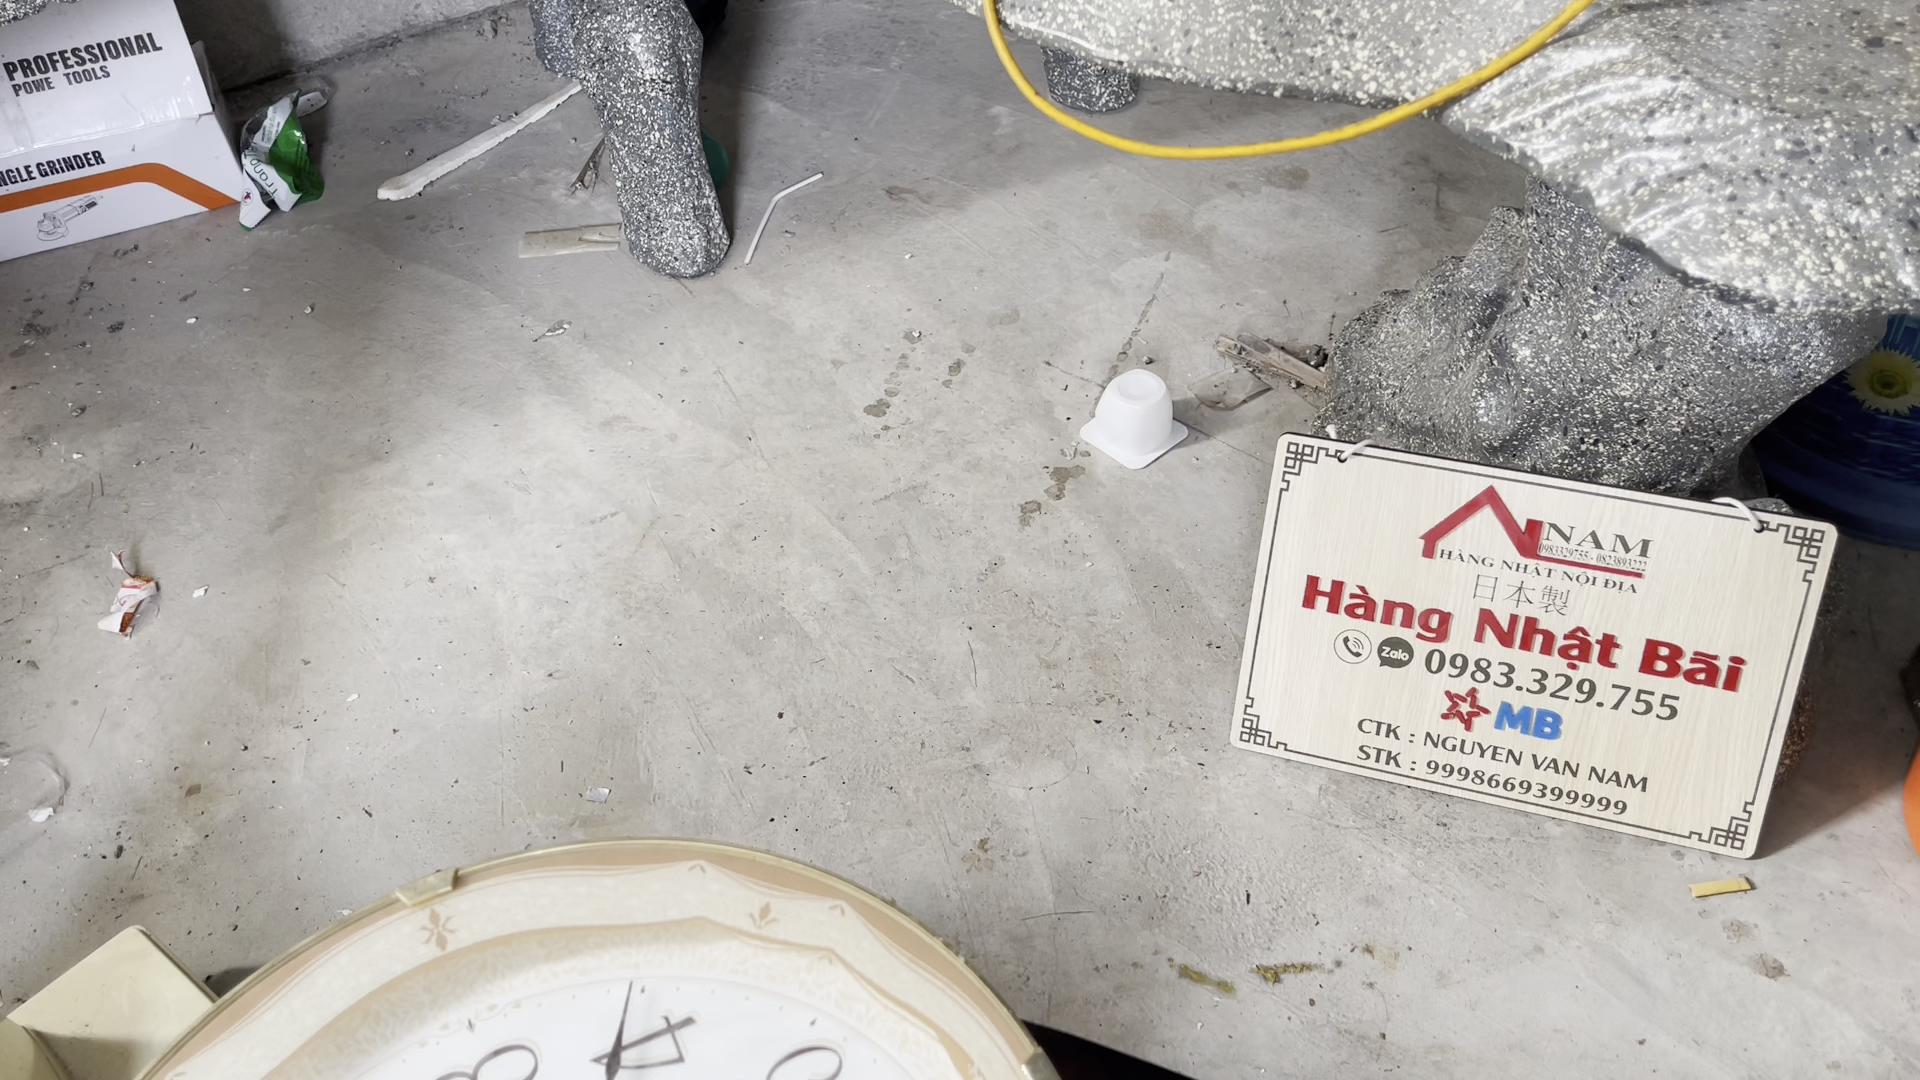 PROFESSIONAL
POWE TOOLS
NGLE GRINDER
Tranp
NAM
0983329755 - 0823893222
HÀNG NHẬT NỘI ĐỊA
日本製
Hàng Nhật Bãi
Zalo 0983.329.755
MB
CTK : NGUYEN VAN NAM
STK : 9998669399999